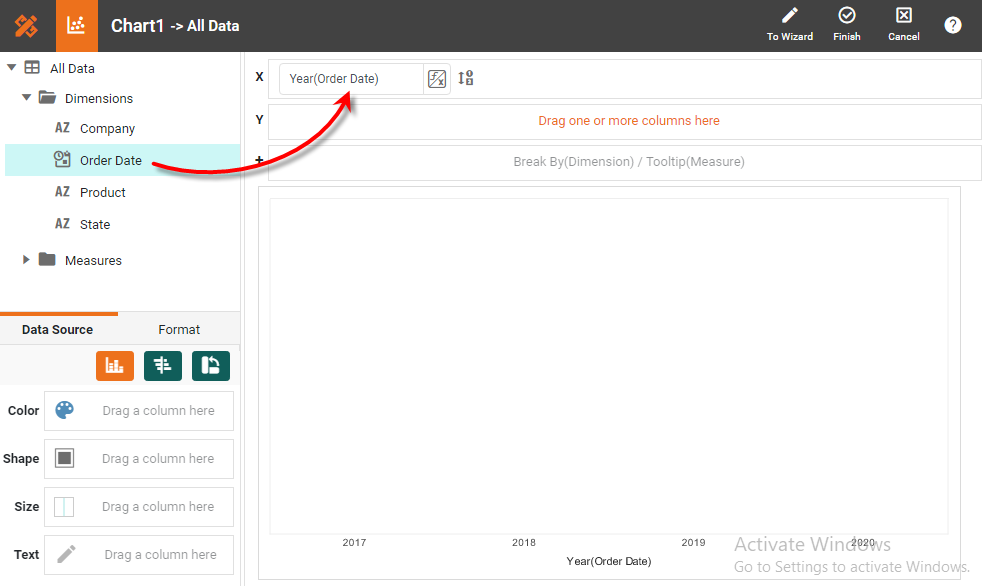 Chart1 -> All Data
To Wizard
Finish
Cancel
?
All Data
Dimensions
AZ Company
Order Date
AZ Product
AZ State
Measures
X
Year(Order Date)
Y
Drag one or more columns here
+
Break By(Dimension) / Tooltip(Measure)
Data Source
Format
Color
Drag a column here
Shape
Drag a column here
Size
Drag a column here
Text
Drag a column here
2017 2018 2019 2020
Year(Order Date)
Activate Windows
Go to Settings to activate Windows.